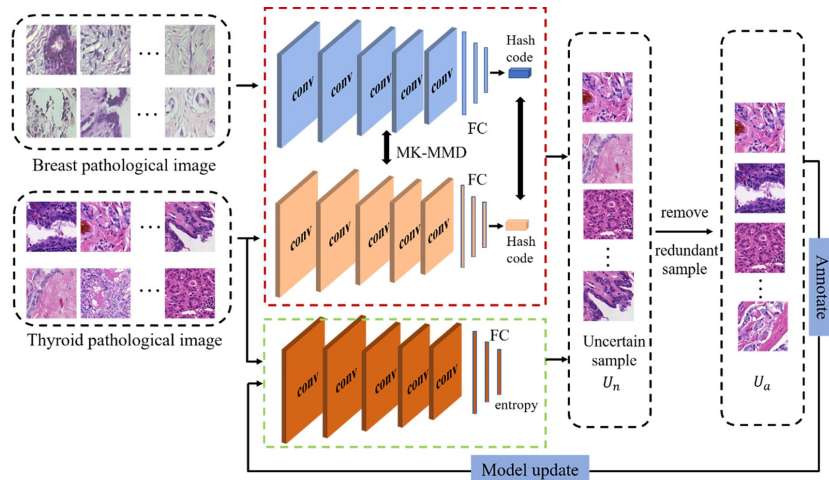 Breast pathological image
Thyroid pathological image
conv
conv
conv
conv
conv
FC
Hash
code
MK-MMD
conv
conv
conv
conv
conv
FC
Hash
code
conv
conv
conv
conv
conv
FC
entropy
Uncertain
sample
Uₙ
remove
redundant
sample
Uₐ
Annotate
Model update